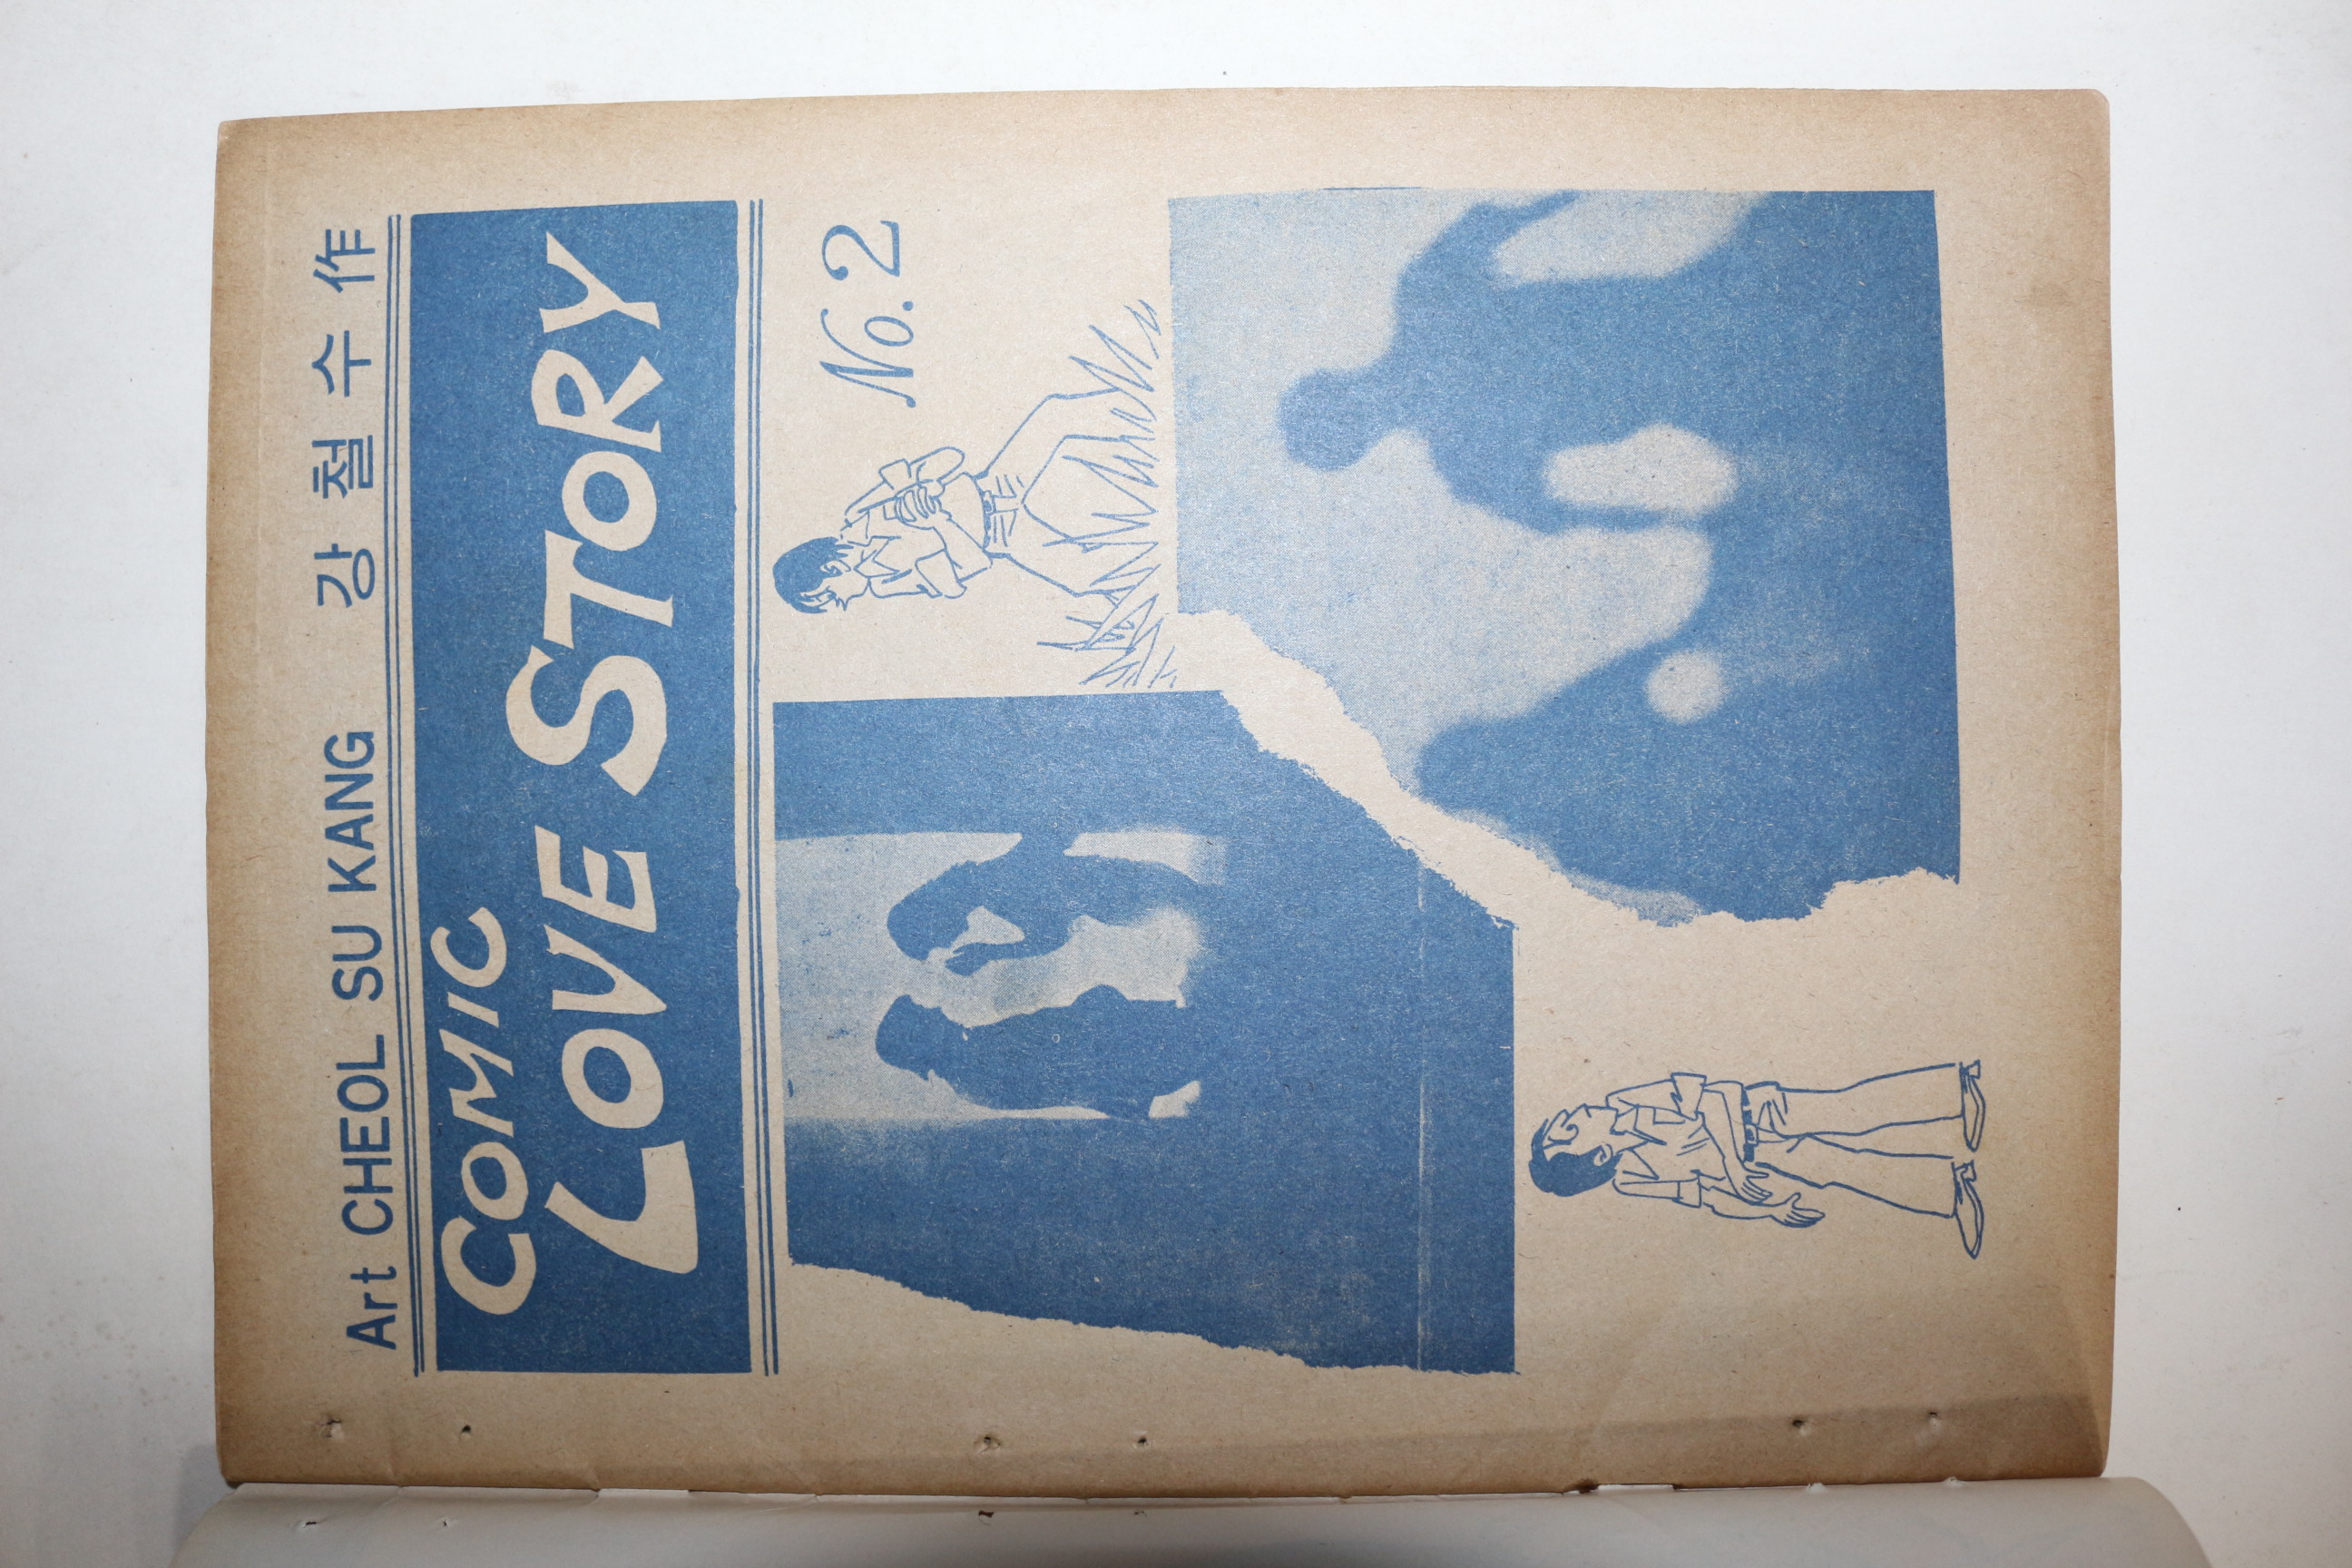 Art CHEOL SU KANG 강 철 수 作
COMIC
LOVE STORY
No.2